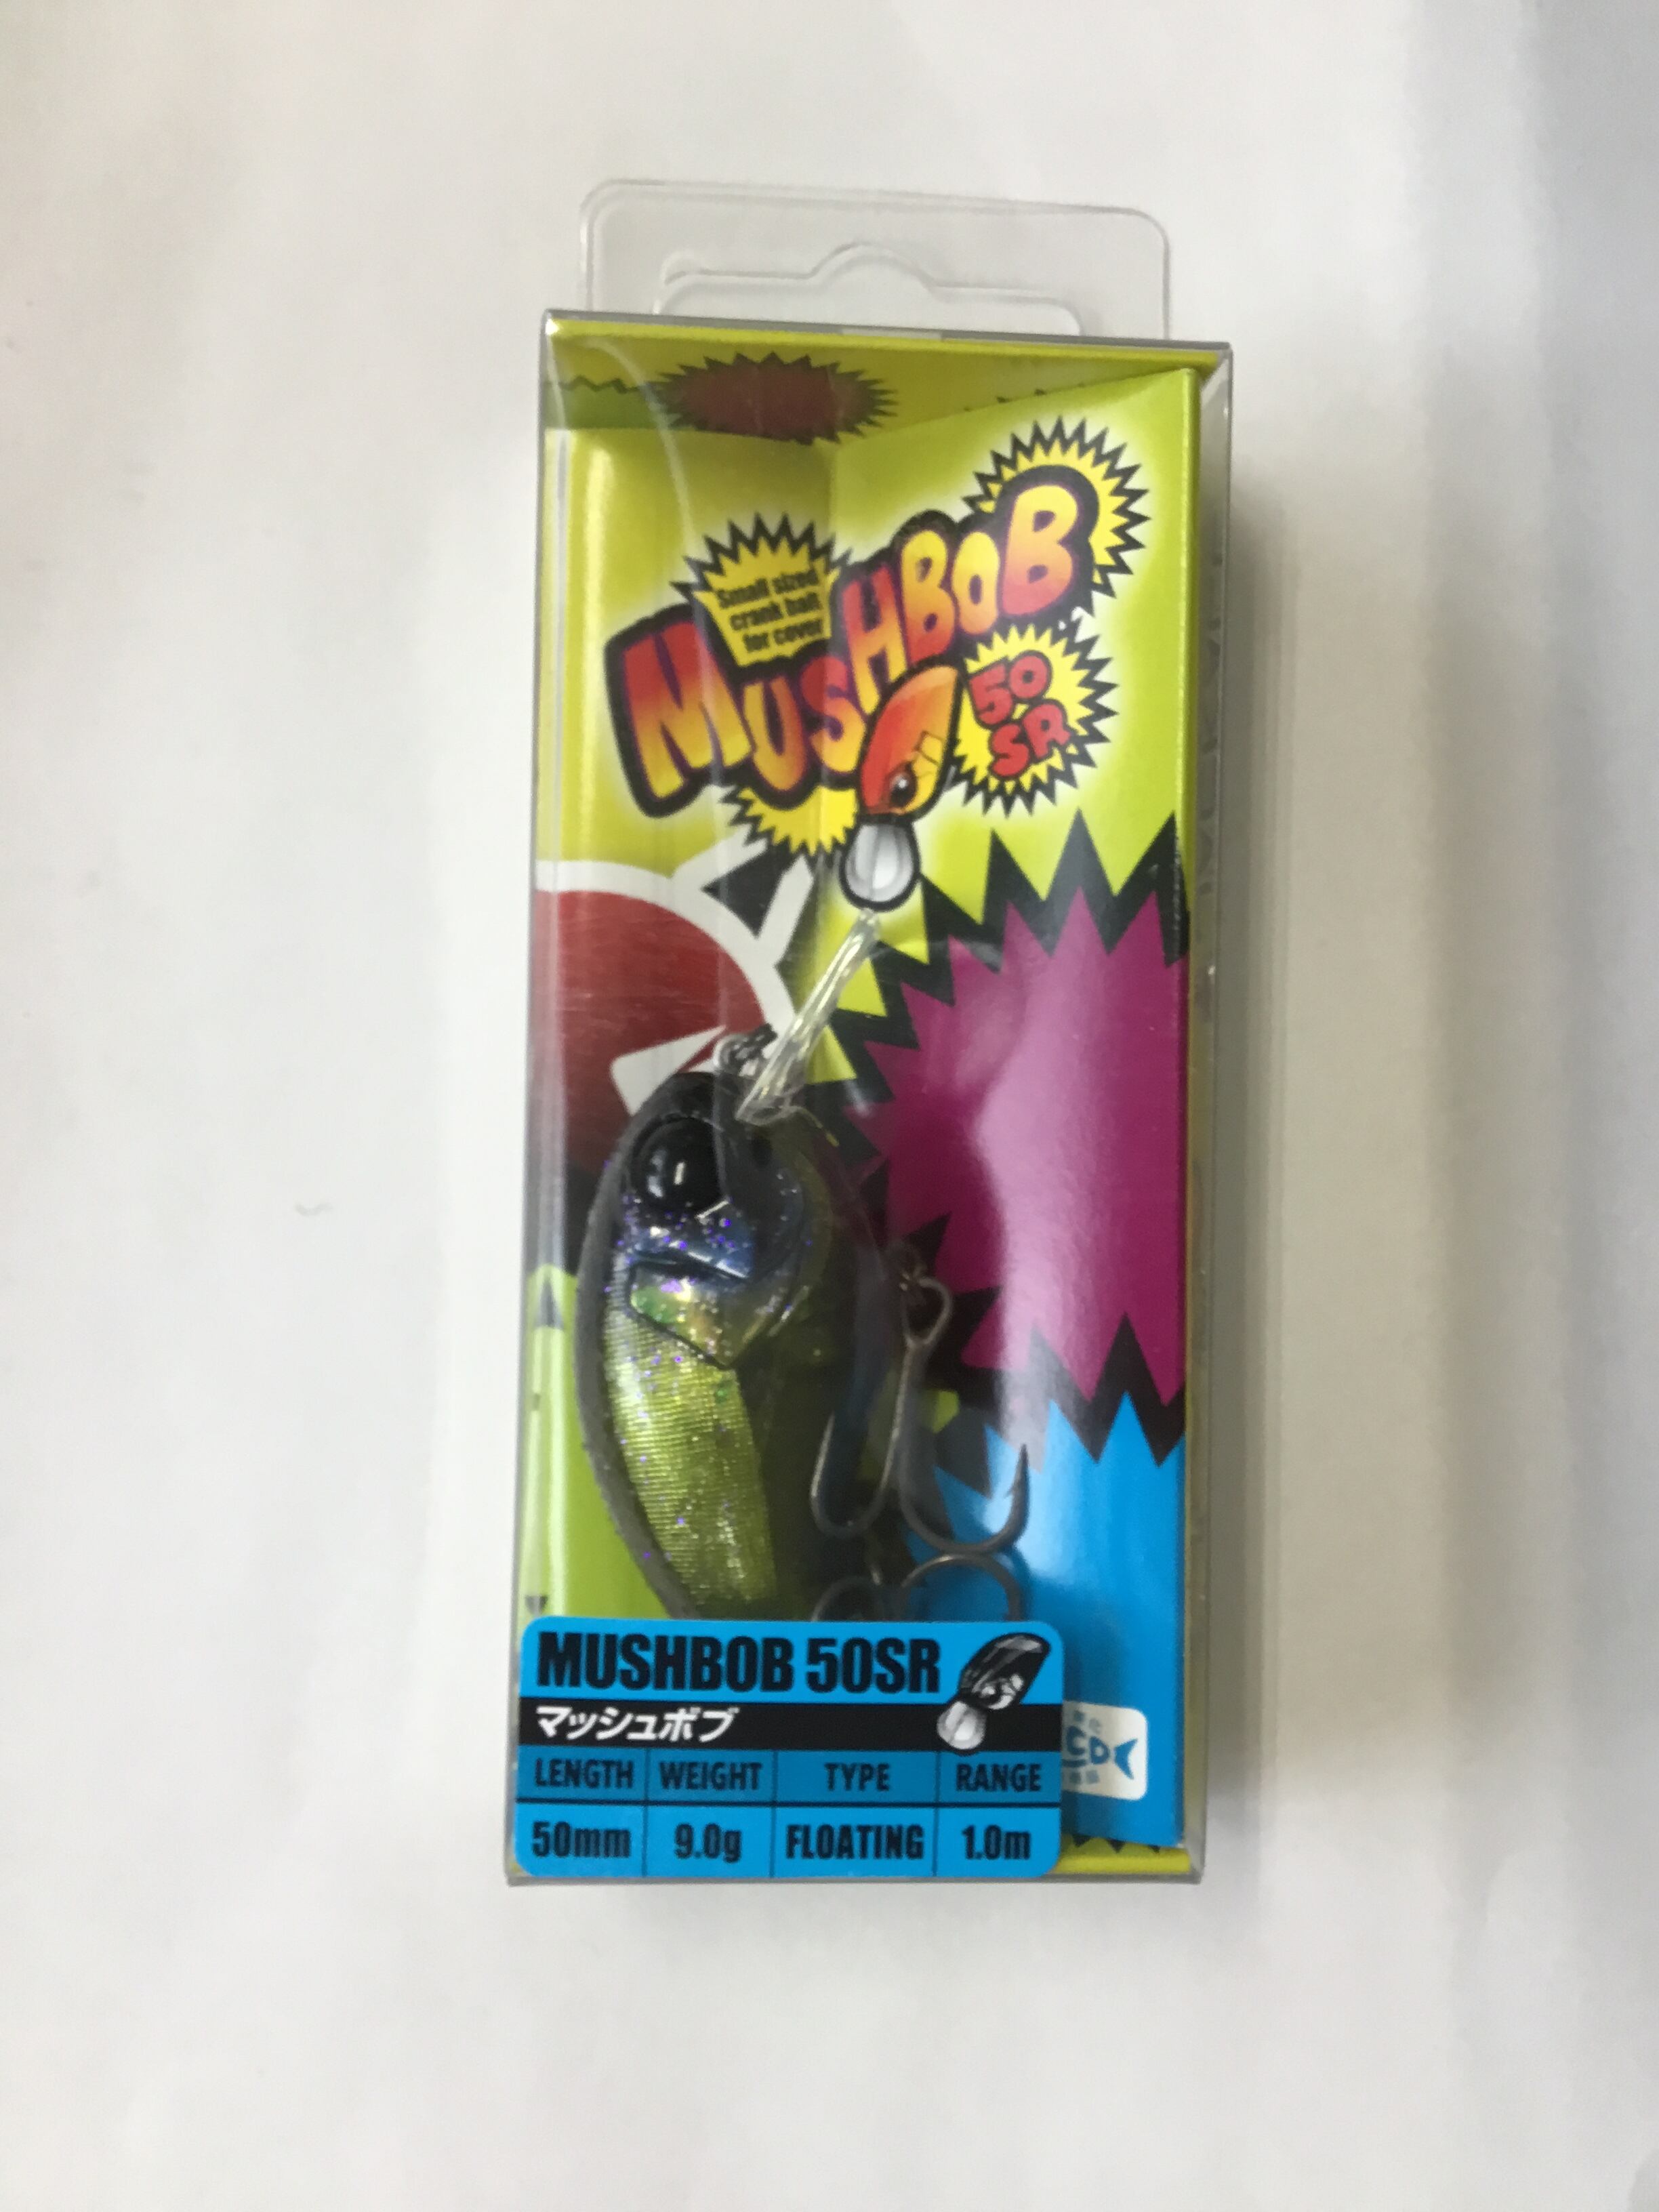 Small sized
crank bait
for cover
MUSHBOB
50
SR
MUSHBOB 50SR
マッシュボブ
LENGTH WEIGHT TYPE RANGE
50mm 9.0g FLOATING 1.0m